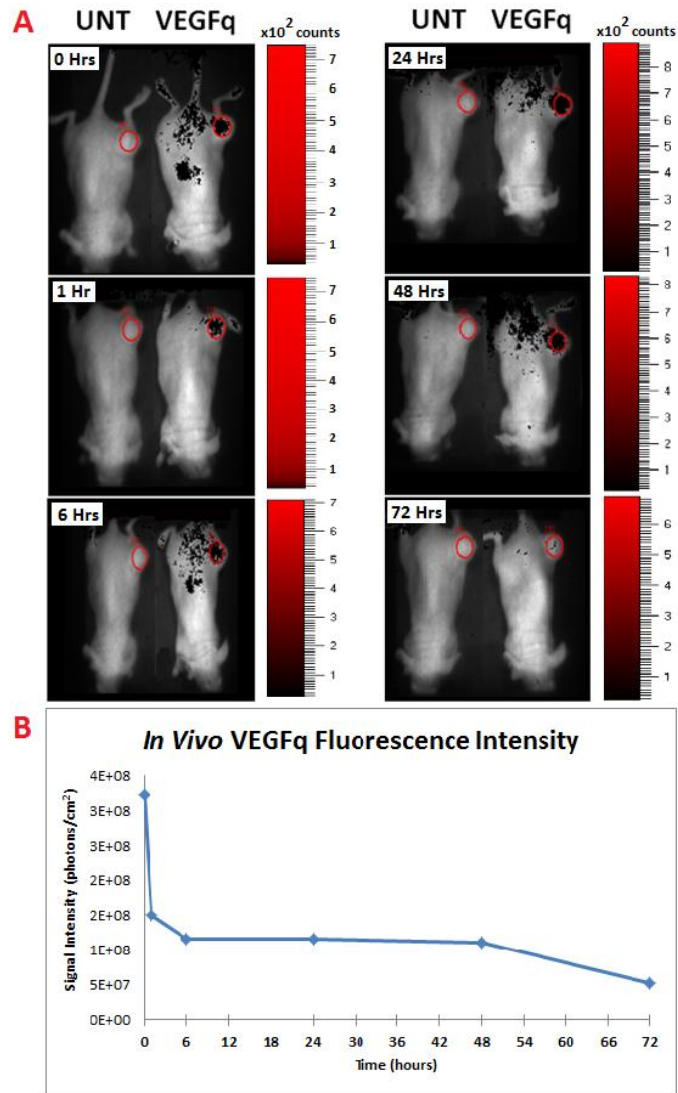 A
UNT VEGFq
x10² counts
UNT VEGFq
x10² counts
0 Hrs
7
6
5
4
3
2
1
24 Hrs
8
7
6
5
4
3
2
1
1 Hr
7
6
5
4
3
2
1
48 Hrs
8
7
6
5
4
3
2
1
6 Hrs
7
6
5
4
3
2
1
72 Hrs
6
5
4
3
2
1
B
In Vivo VEGFq Fluorescence Intensity
Signal Intensity (photons/cm²)
4E+08
3E+08
3E+08
2E+08
2E+08
1E+08
5E+07
0E+00
0 6 12 18 24 30 36 42 48 54 60 66 72
Time (hours)